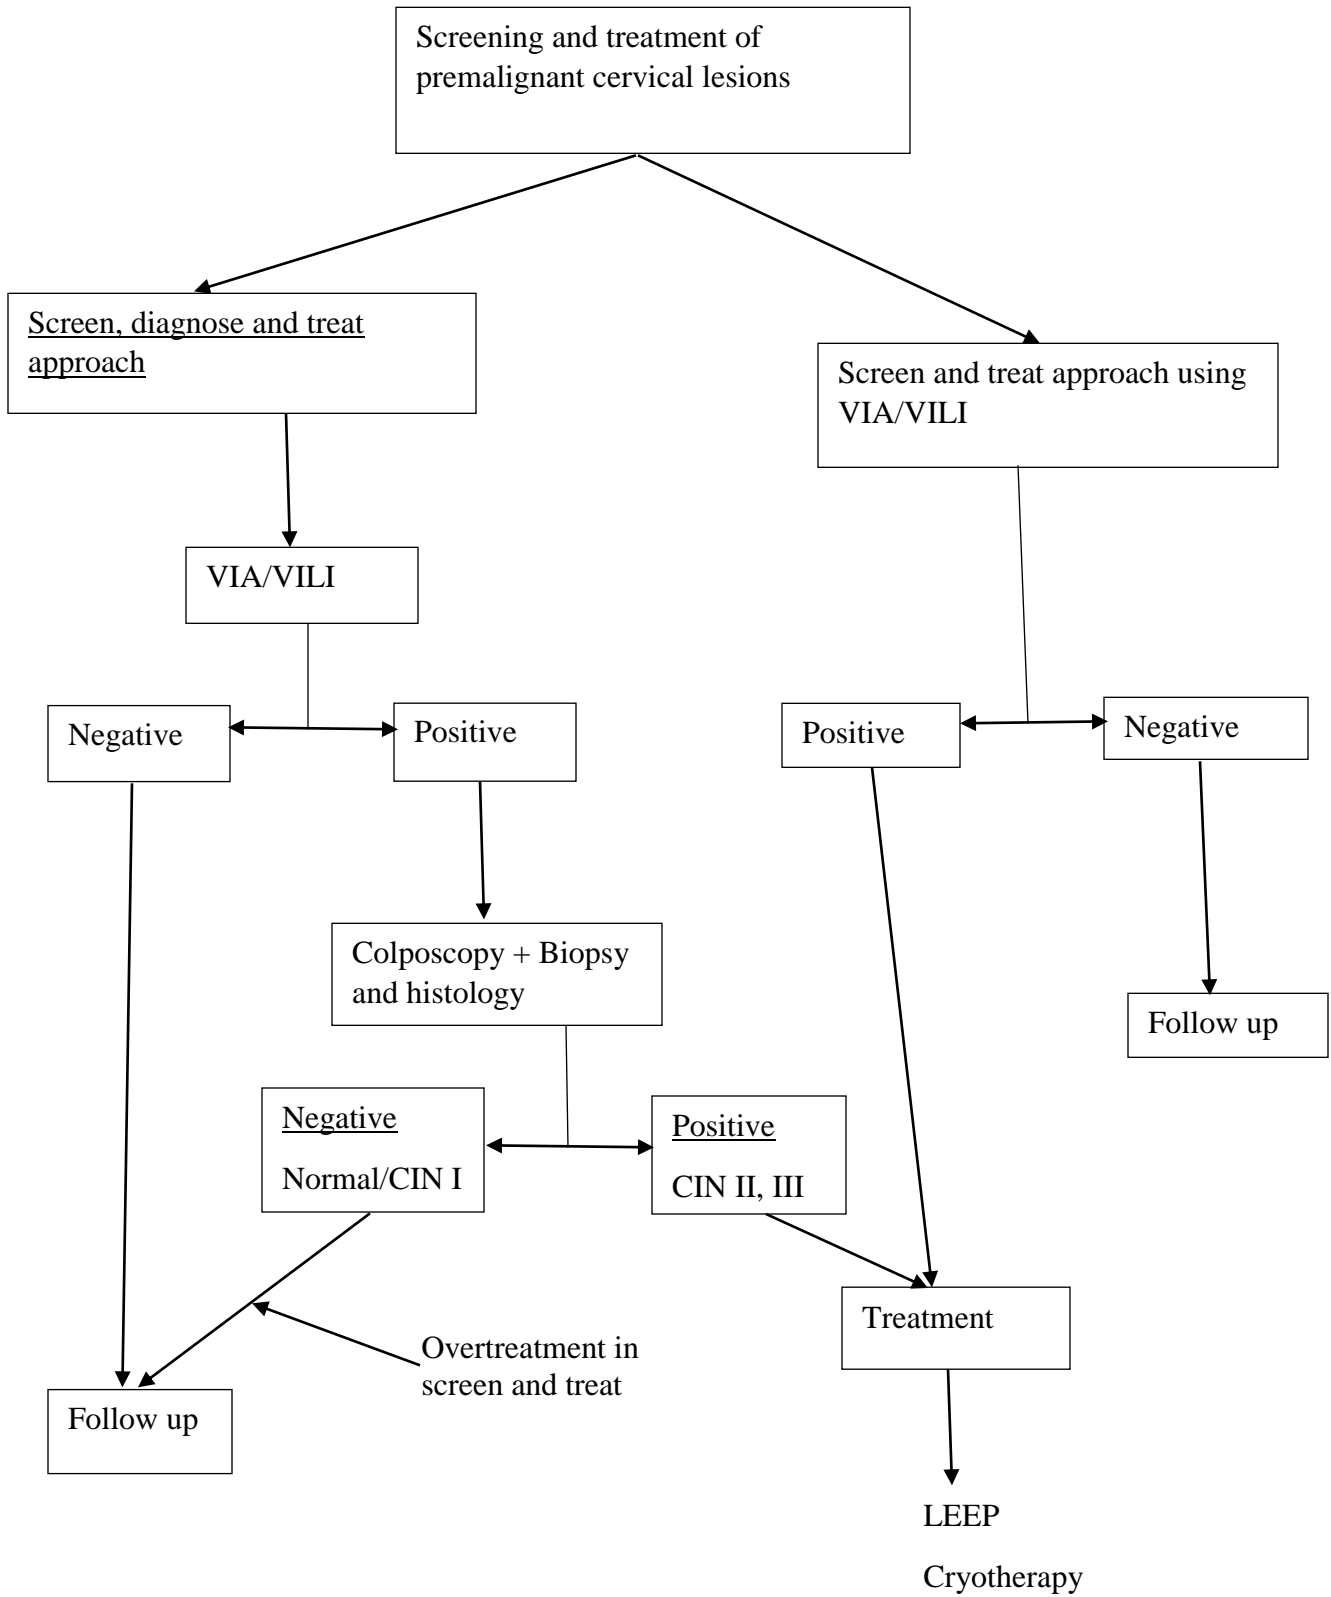 Screening and treatment of
premalignant cervical lesions
Screen, diagnose and treat
approach
Screen and treat approach using
VIA/VILI
VIA/VILI
Negative
Positive
Positive
Negative
Colposcopy + Biopsy
and histology
Follow up
Negative
Normal/CIN I
Positive
CIN II, III
Treatment
Overtreatment in
screen and treat
Follow up
LEEP
Cryotherapy